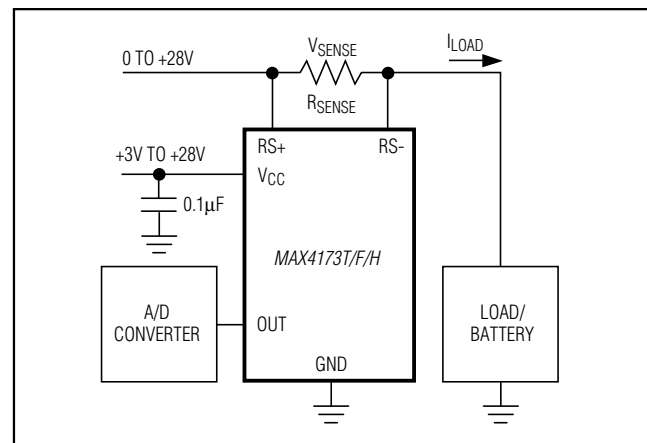 0 TO +28V
VSENSE
RSENSE
ILOAD
RS+
RS-
+3V TO +28V
VCC
0.1µF
MAX4173T/F/H
A/D
CONVERTER
OUT
LOAD/
BATTERY
GND